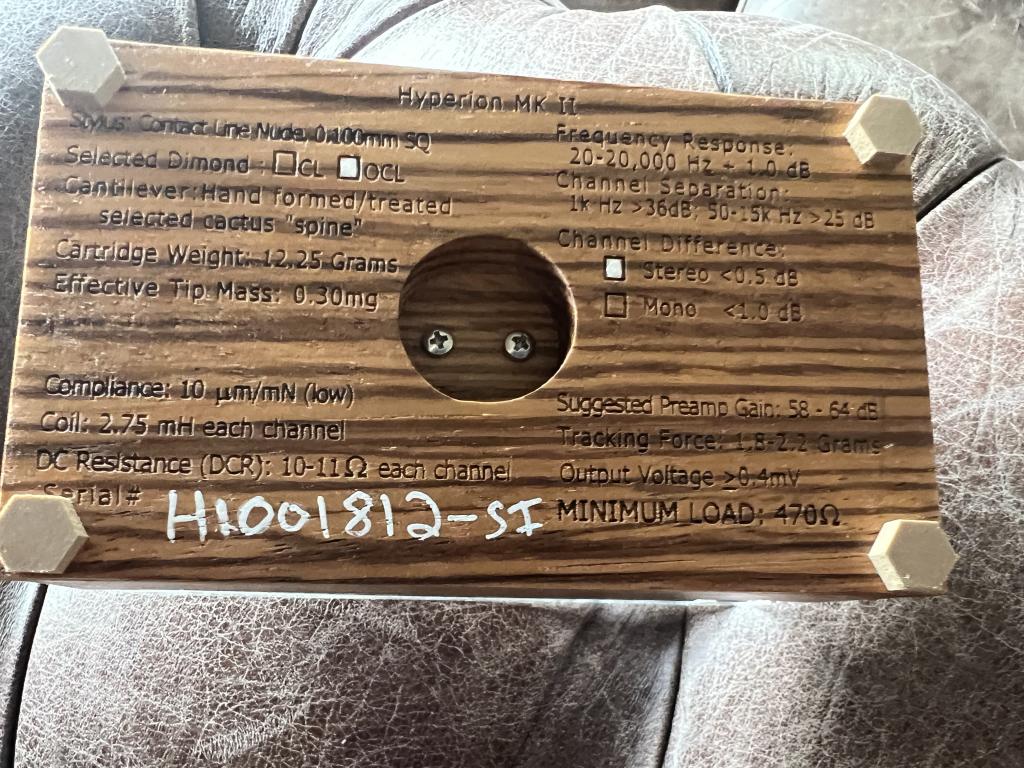 Hyperion MK II
Stylus: Contact Line Nude, 0.100mm SQ
Selected Dimond : CL OCL
Cantilever: Hand formed/treated
selected cactus "spine"
Cartridge Weight: 12.25 Grams
Effective Tip Mass: 0.30mg
Compliance: 10 µm/mN (low)
Coil: 2.75 mH each channel
DC Resistance (DCR): 10-11Ω each channel
Serial# H1001812-SI
Frequency Response:
20-20,000 Hz ± 1.0 dB
Channel Separation:
1k Hz >36dB; 50-15k Hz >25 dB
Channel Difference:
Stereo <0.5 dB
Mono <1.0 dB
Suggested Preamp Gain: 58 - 64 dB
Tracking Force: 1.8-2.2 Grams
Output Voltage ≥0.4mV
MINIMUM LOAD: 470Ω